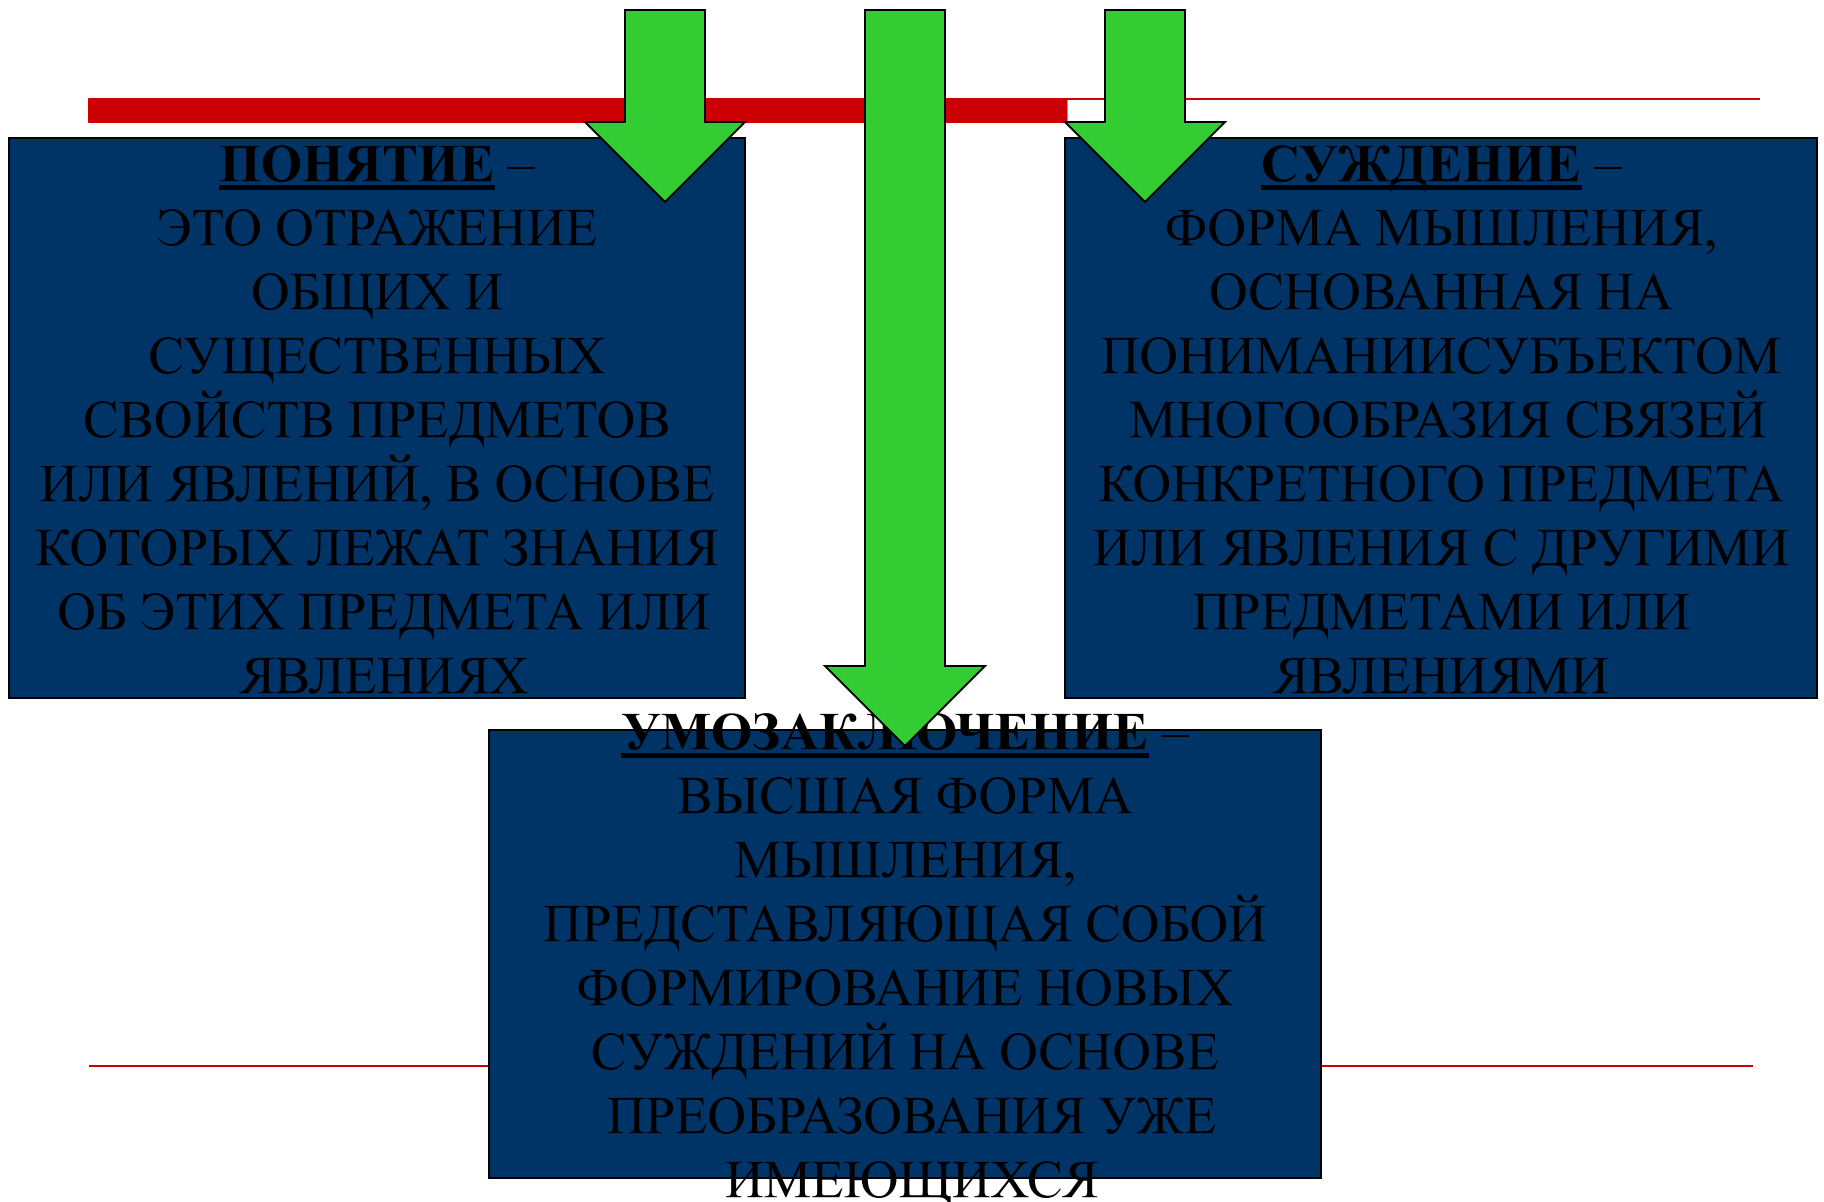 ПОНЯТИЕ –
ЭТО ОТРАЖЕНИЕ
ОБЩИХ И
СУЩЕСТВЕННЫХ
СВОЙСТВ ПРЕДМЕТОВ
ИЛИ ЯВЛЕНИЙ, В ОСНОВЕ
КОТОРЫХ ЛЕЖАТ ЗНАНИЯ
ОБ ЭТИХ ПРЕДМЕТА ИЛИ
ЯВЛЕНИЯХ
СУЖДЕНИЕ –
ФОРМА МЫШЛЕНИЯ,
ОСНОВАННАЯ НА
ПОНИМАНИИСУБЪЕКТОМ
МНОГООБРАЗИЯ СВЯЗЕЙ
КОНКРЕТНОГО ПРЕДМЕТА
ИЛИ ЯВЛЕНИЯ С ДРУГИМИ
ПРЕДМЕТАМИ ИЛИ
ЯВЛЕНИЯМИ
УМОЗАКЛЮЧЕНИЕ –
ВЫСШАЯ ФОРМА
МЫШЛЕНИЯ,
ПРЕДСТАВЛЯЮЩАЯ СОБОЙ
ФОРМИРОВАНИЕ НОВЫХ
СУЖДЕНИЙ НА ОСНОВЕ
ПРЕОБРАЗОВАНИЯ УЖЕ
ИМЕЮЩИХСЯ